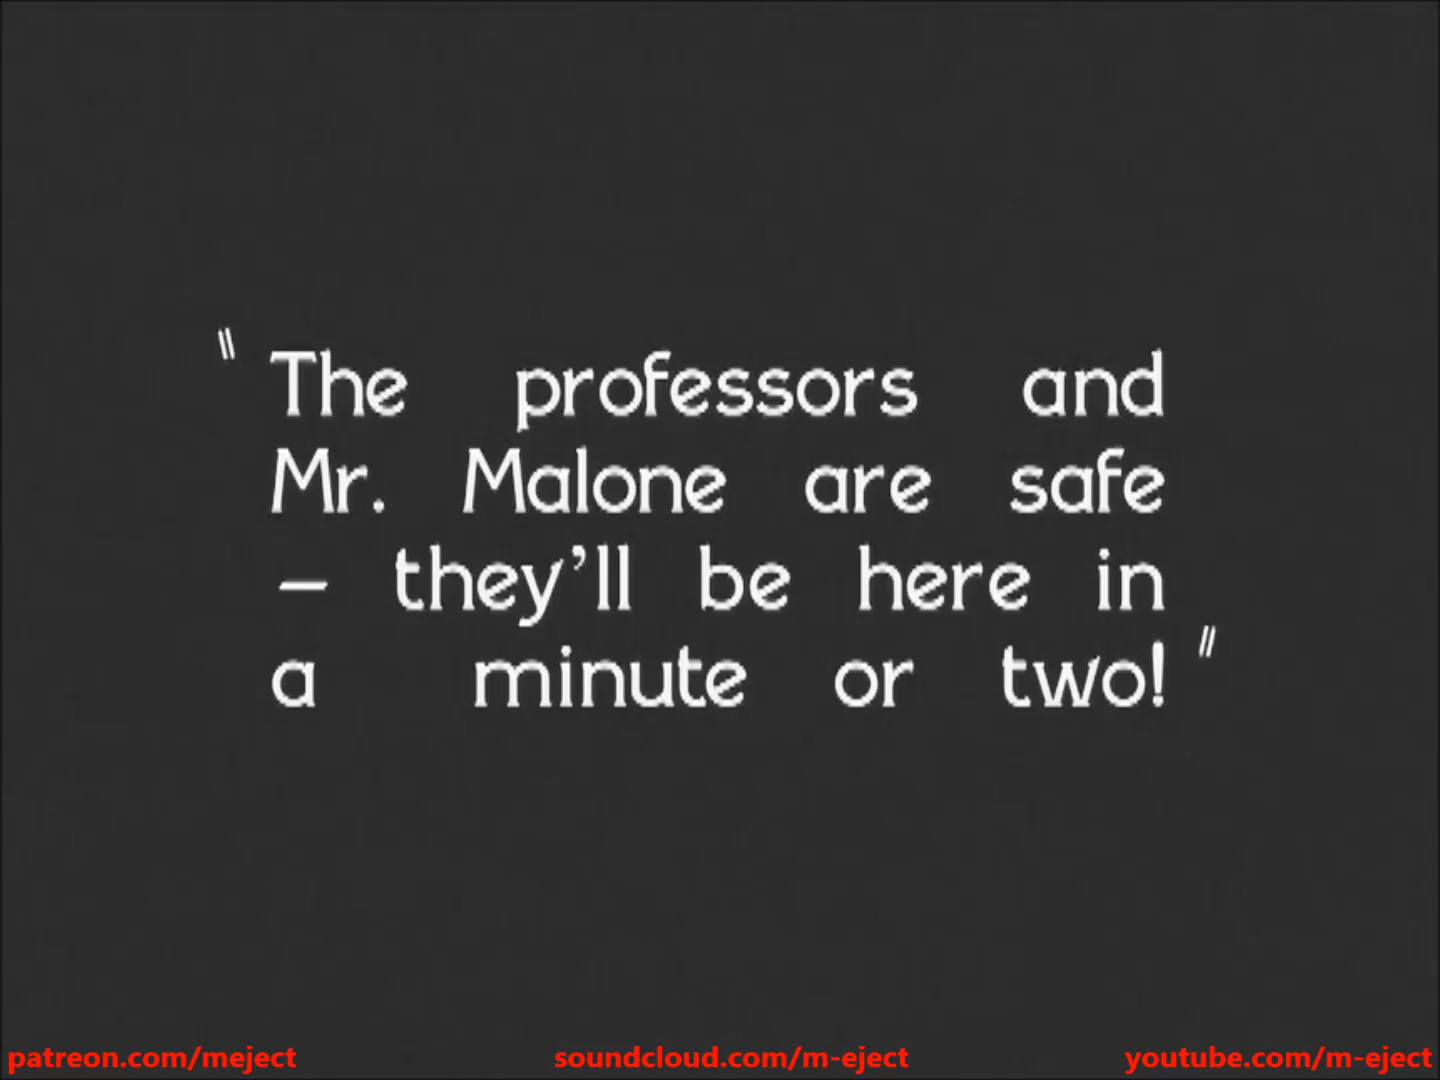 "The professors and
Mr. Malone are safe
– they’ll be here in
a minute or two!"
patreon.com/meject soundcloud.com/m-eject youtube.com/m-eject